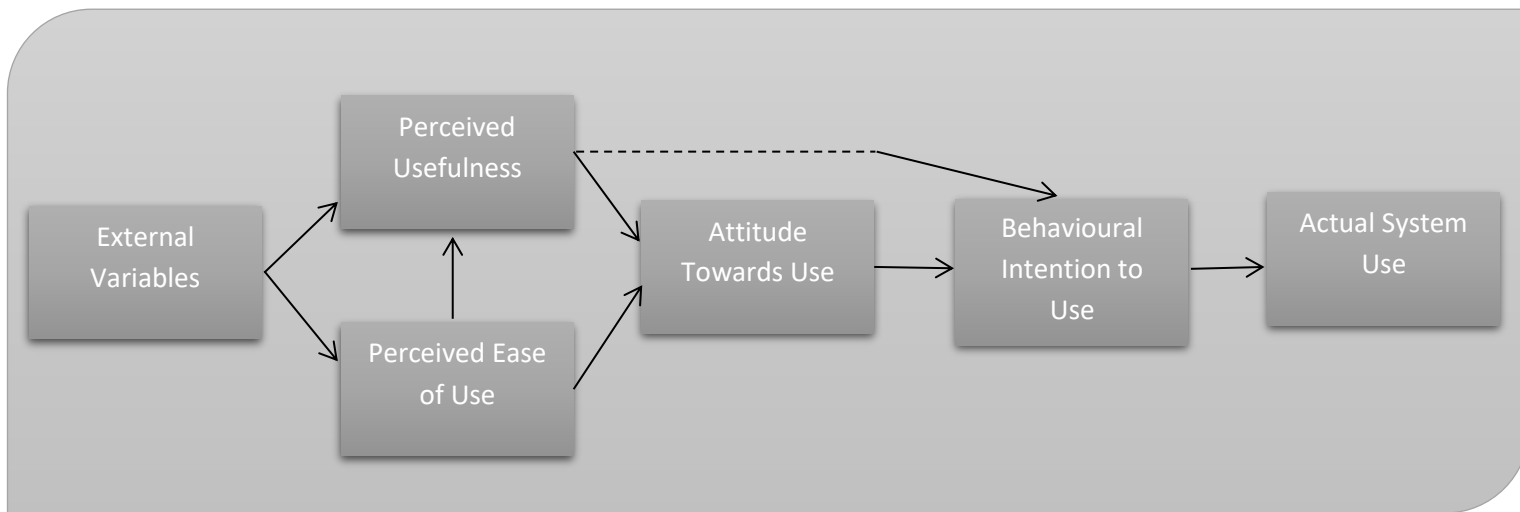 External
Variables
Perceived
Usefulness
Perceived Ease
of Use
Attitude
Towards Use
Behavioural
Intention to
Use
Actual System
Use